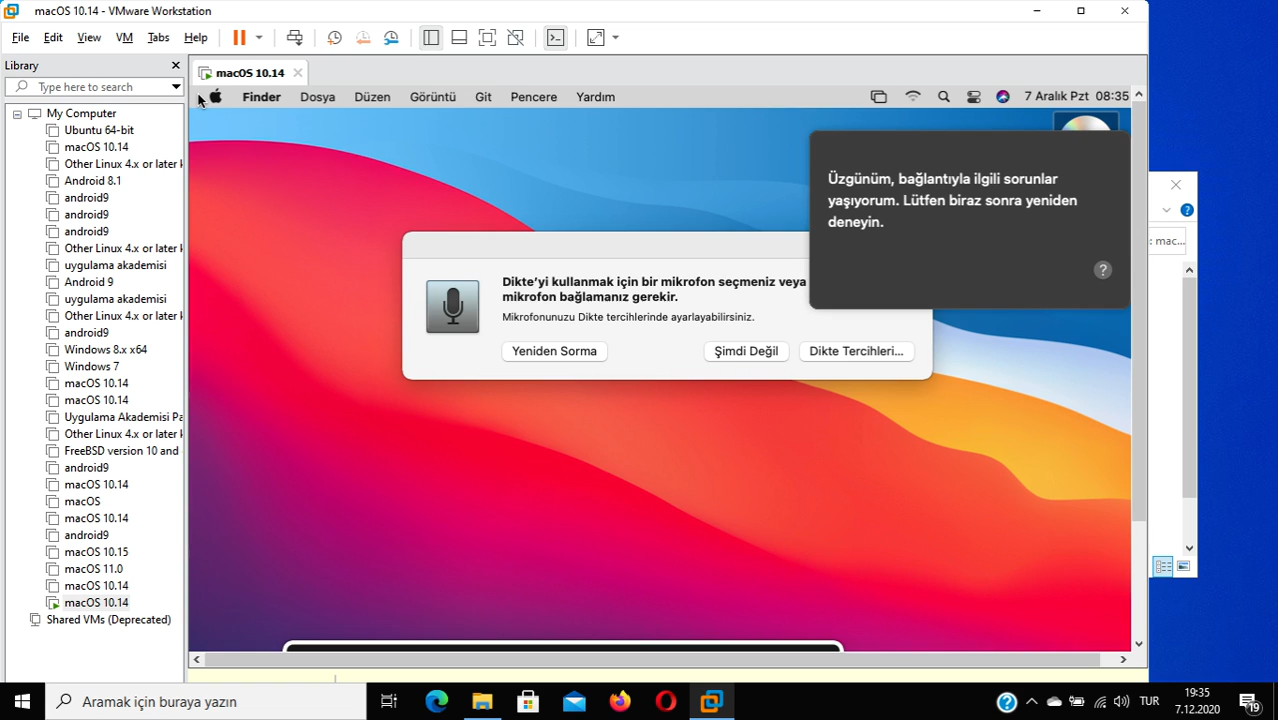 macOS 10.14 - VMware Workstation
File Edit View VM Tabs Help
Library
Type here to search
My Computer
Ubuntu 64-bit
macOS 10.14
Other Linux 4.x or later k
Android 8.1
android9
android9
android9
Other Linux 4.x or later k
uygulama akademisi
Android 9
uygulama akademisi
Other Linux 4.x or later k
android9
Windows 8.x x64
Windows 7
macOS 10.14
macOS 10.14
Uygulama Akademisi Pa
Other Linux 4.x or later k
FreeBSD version 10 and
android9
macOS 10.14
macOS
macOS 10.14
android9
macOS 10.15
macOS 11.0
macOS 10.14
macOS 10.14
Shared VMs (Deprecated)
macOS 10.14
Finder Dosya Düzen Görüntü Git Pencere Yardım 7 Aralık Pzt 08:35
Üzgünüm, bağlantıyla ilgili sorunlar
yaşıyorum. Lütfen biraz sonra yeniden
deneyin.
?
Dikte'yi kullanmak için bir mikrofon seçmeniz veya
mikrofon bağlamanız gerekir.
Mikrofonunuzu Dikte tercihlerinde ayarlayabilirsiniz.
Yeniden Sorma Şimdi Değil Dikte Tercihleri...
?
: mac...
Aramak için buraya yazın
?
TUR
19:35
7.12.2020
19